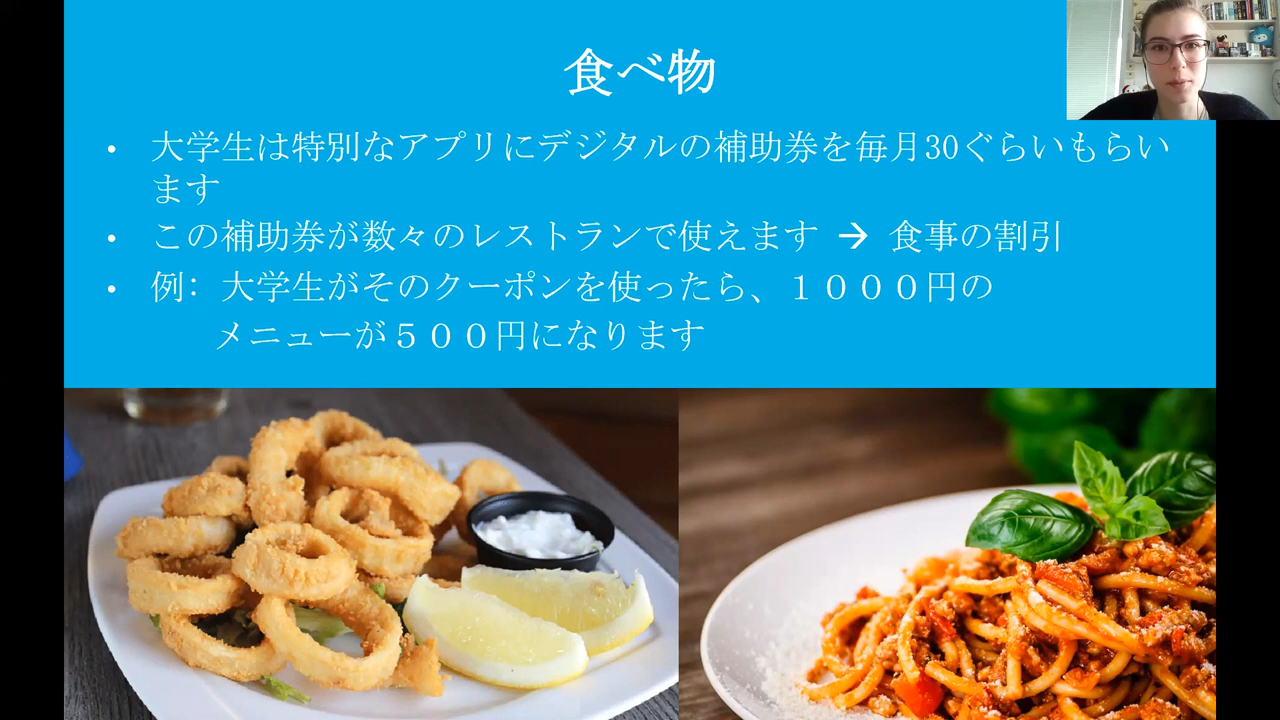 食べ物
• 大学生は特別なアプリにデジタルの補助券を毎月30ぐらいもらい
ます
• この補助券が数々のレストランで使えます → 食事の割引
• 例: 大学生がそのクーポンを使ったら、１０００円の
メニューが５００円になります